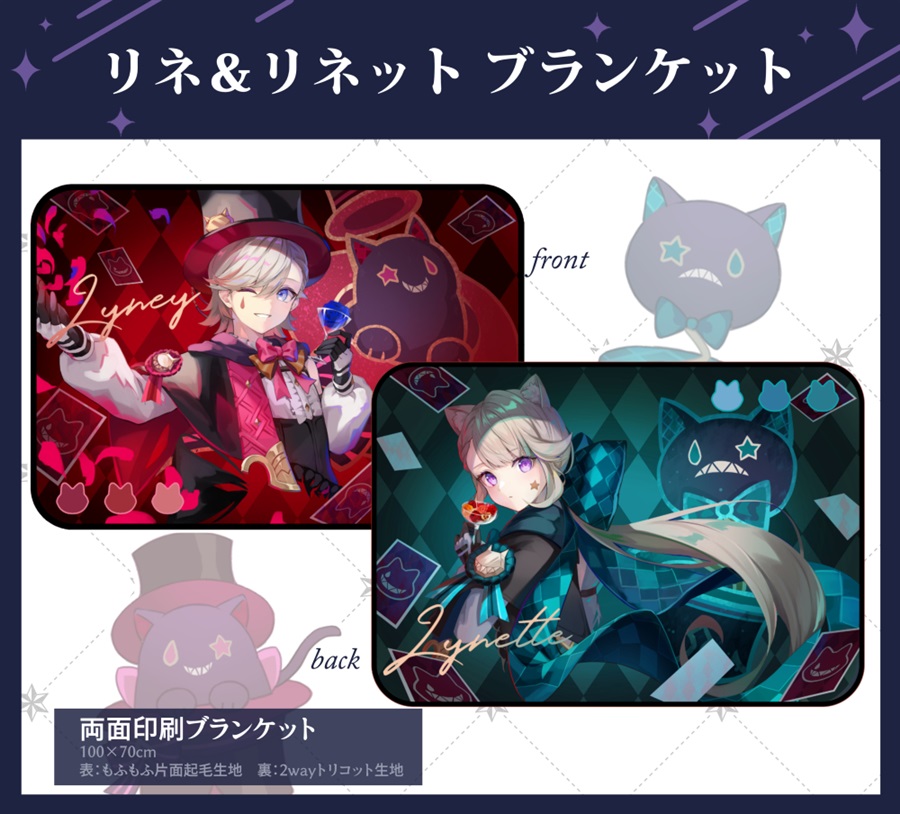 リネ&リネット ブランケット
front
Lyney
Lynette
back
両面印刷ブランケット
100×70cm
表:もふもふ片面起毛生地　裏:2wayトリコット生地